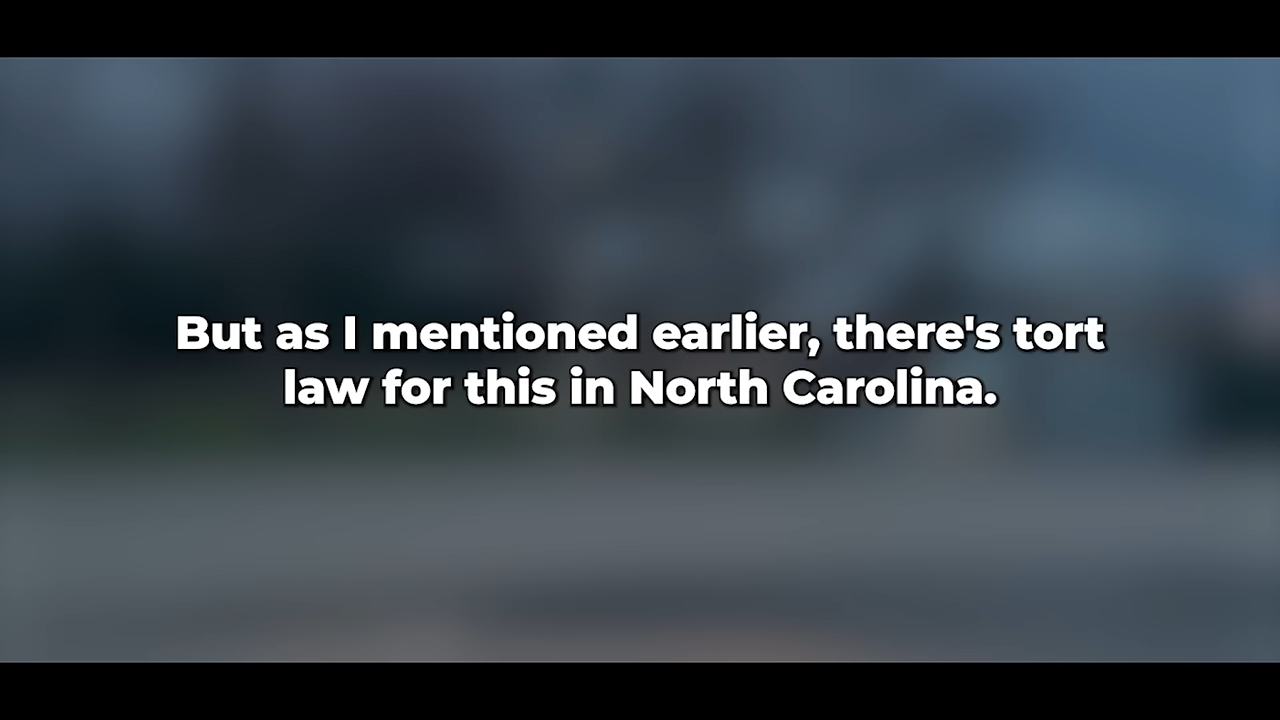 But as I mentioned earlier, there's tort
law for this in North Carolina.